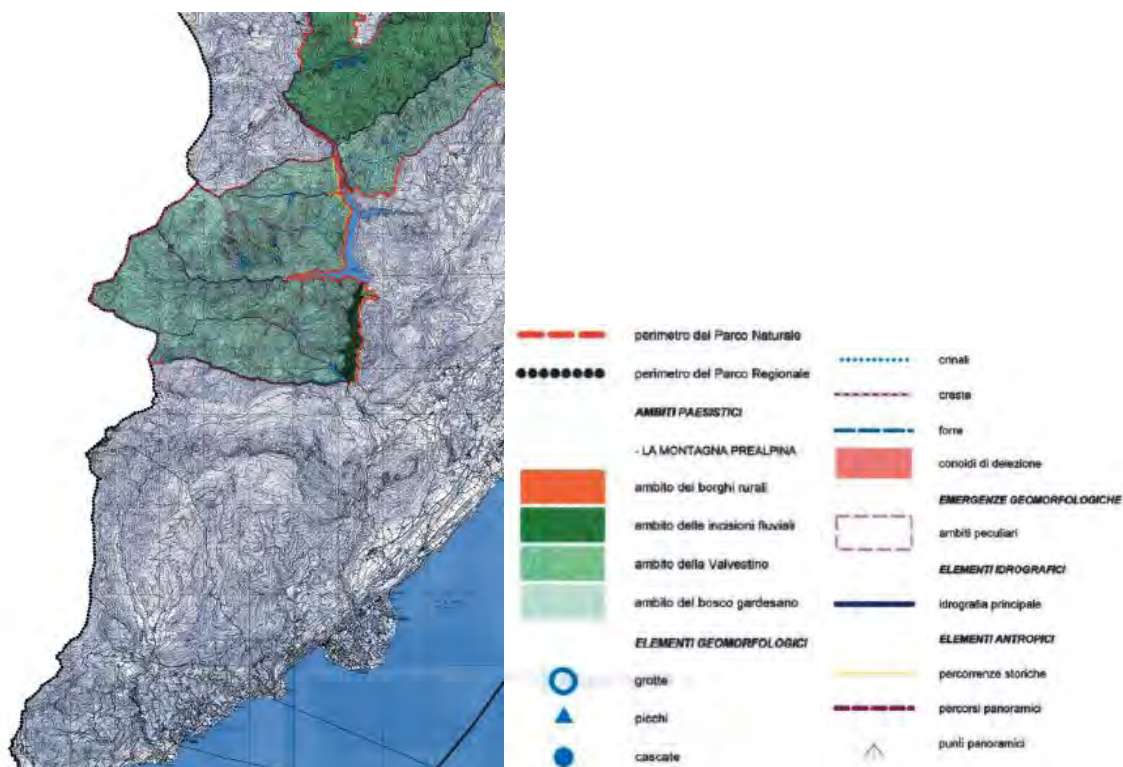 perimetro del Parco Naturale
perimetro del Parco Regionale
AMBITI PAESISTICI
- LA MONTAGNA PREALPINA
ambito dei borghi rurali
ambito delle incisioni fluviali
ambito della Valvestino
ambito del bosco gardesano
ELEMENTI GEOMORFOLOGICI
grotte
picchi
cascate
crinali
creste
forre
conoidi di deiezione
EMERGENZE GEOMORFOLOGICHE
ambiti peculiari
ELEMENTI IDROGRAFICI
idrografia principale
ELEMENTI ANTROPICI
percorrenze storiche
percorsi panoramici
punti panoramici